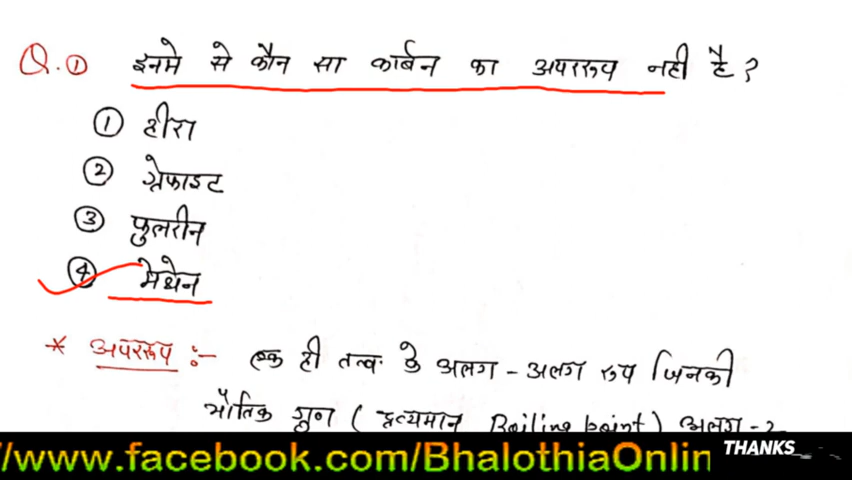 Q.① इनमे से कौन सा कार्बन का अपररूप नही है ?
① हीरा
② ग्रेफाइट
③ फुलरीन
④ मेथेन
* अपररूप :- एक ही तत्व के अलग - अलग रूप जिनकी
भौतिक गुण ( द्रव्यमान Boiling point ) अलग - 2
//www.facebook.com/BhalothiaOnlin
THANKS